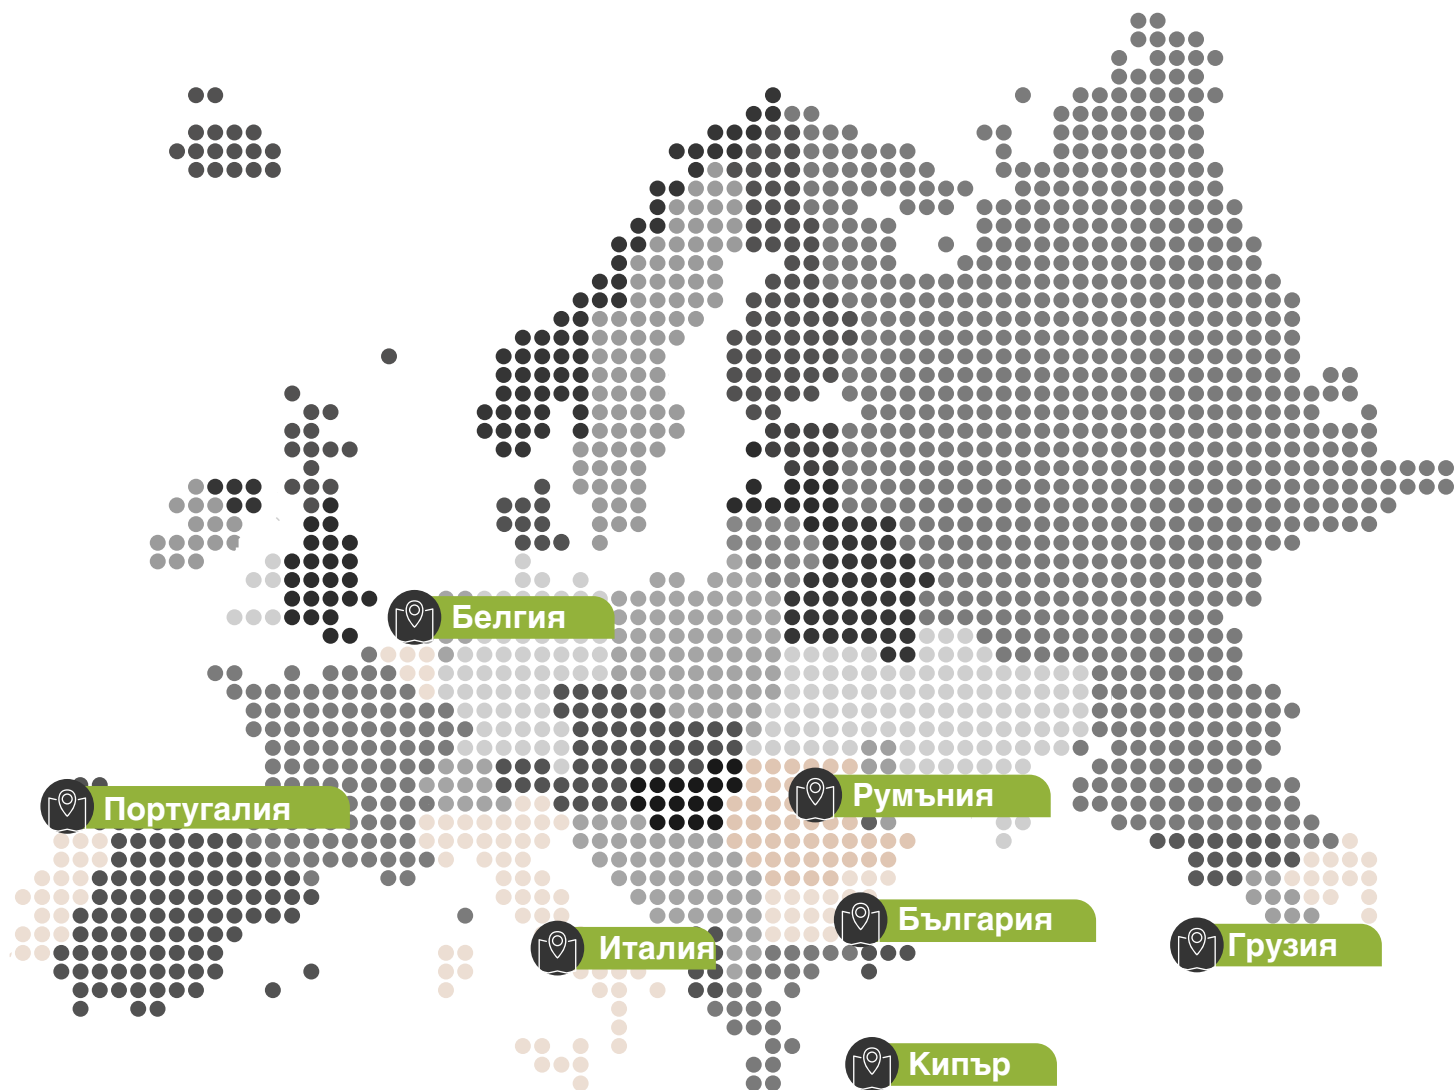 Белгия
Португалия
Румъния
България
Италия
Грузия
Кипър